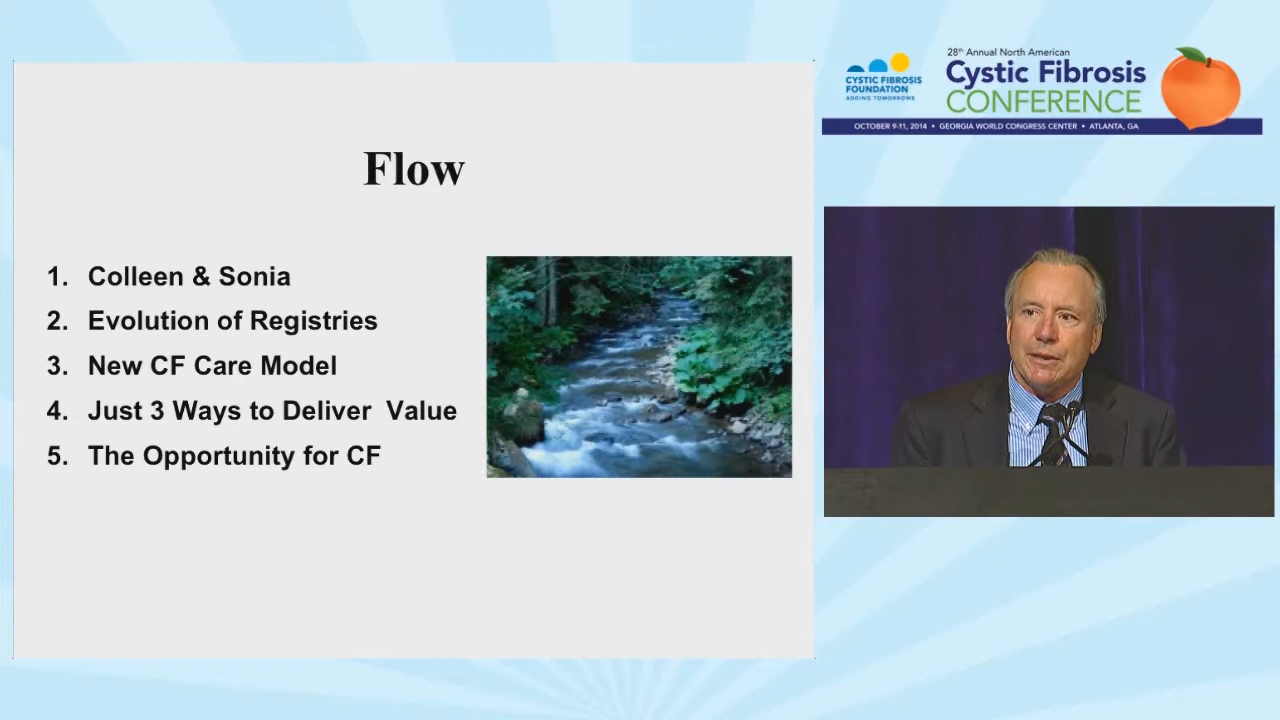 Flow
1. Colleen & Sonia
2. Evolution of Registries
3. New CF Care Model
4. Just 3 Ways to Deliver Value
5. The Opportunity for CF
CYSTIC FIBROSIS
FOUNDATION
ADDING TOMORROWS
28th Annual North American
Cystic Fibrosis
CONFERENCE
OCTOBER 9-11, 2014 • GEORGIA WORLD CONGRESS CENTER • ATLANTA, GA